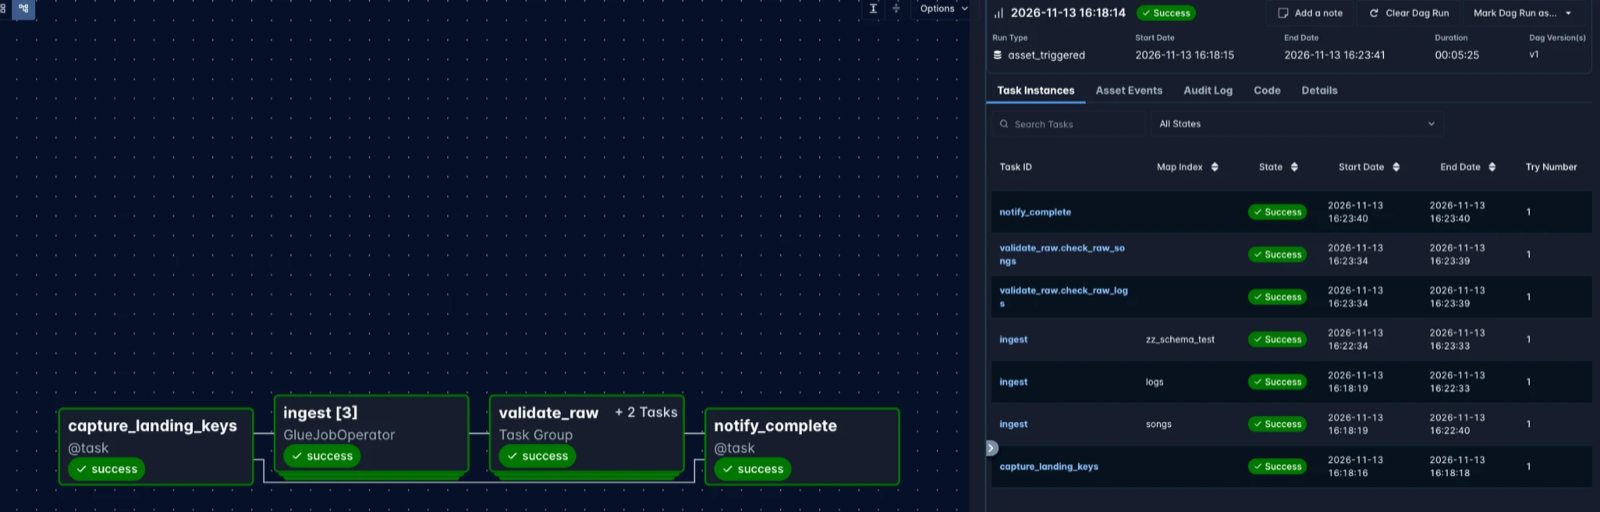 Options
2026-11-13 16:18:14 Success
Add a note
Clear Dag Run
Mark Dag Run as...
Run Type Start Date End Date Duration Dag Version(s)
asset_triggered 2026-11-13 16:18:15 2026-11-13 16:23:41 00:05:25 v1
Task Instances Asset Events Audit Log Code Details
Search Tasks All States
Task ID Map Index State Start Date End Date Try Number
notify_complete Success 2026-11-13 16:23:40 2026-11-13 16:23:40 1
validate_raw.check_raw_songs Success 2026-11-13 16:23:34 2026-11-13 16:23:39 1
validate_raw.check_raw_logs Success 2026-11-13 16:23:34 2026-11-13 16:23:39 1
ingest zz_schema_test Success 2026-11-13 16:22:34 2026-11-13 16:23:33 1
ingest logs Success 2026-11-13 16:18:19 2026-11-13 16:22:33 1
ingest songs Success 2026-11-13 16:18:19 2026-11-13 16:22:40 1
capture_landing_keys Success 2026-11-13 16:18:16 2026-11-13 16:18:18 1
capture_landing_keys
@task
success
ingest [3]
GlueJobOperator
success
validate_raw + 2 Tasks
Task Group
success
notify_complete
@task
success